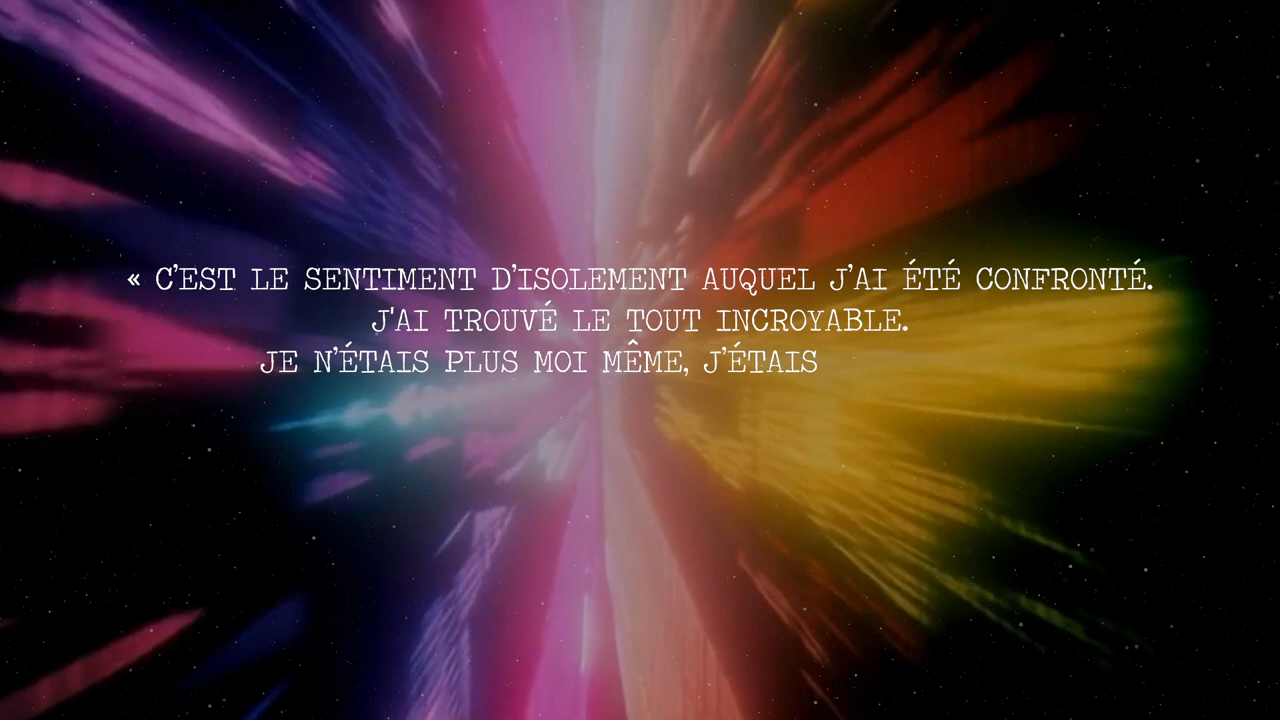 « C’EST LE SENTIMENT D’ISOLEMENT AUQUEL J’AI ÉTÉ CONFRONTÉ.
J'AI TROUVÉ LE TOUT INCROYABLE.
JE N’ÉTAIS PLUS MOI MÊME, J’ÉTAIS